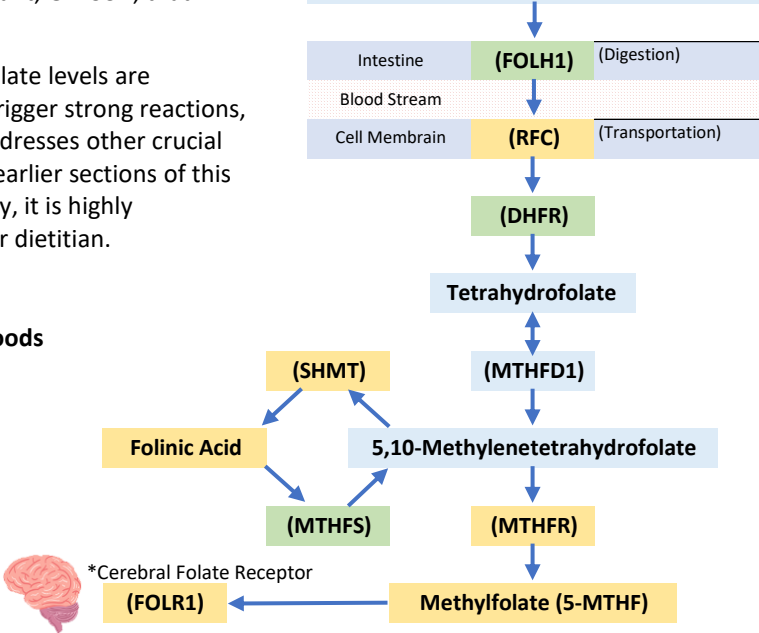 late levels are
rigger strong reactions,
dresses other crucial
earlier sections of this
y, it is highly
r dietitian.
oods
Intestine (FOLH1) (Digestion)
Blood Stream
Cell Membrain (RFC) (Transportation)
(DHFR)
Tetrahydrofolate
(SHMT) (MTHFD1)
Folinic Acid 5,10-Methylenetetrahydrofolate
(MTHFS) (MTHFR)
*Cerebral Folate Receptor
(FOLR1) Methylfolate (5-MTHF)